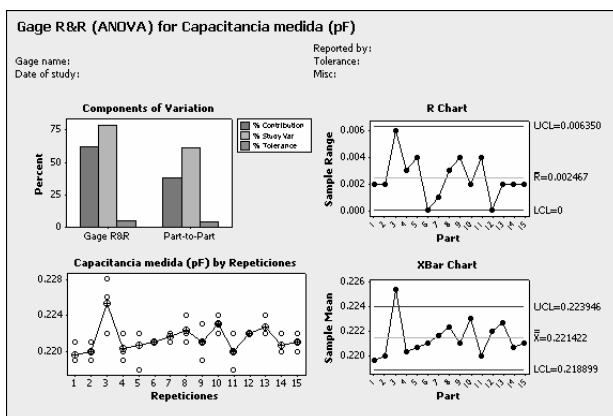 Gage R&R (ANOVA) for Capacitancia medida (pF)
Gage name:
Date of study:
Reported by:
Tolerance:
Misc:
Components of Variation
Percent
75
50
25
0
Gage R&R
Part-to-Part
% Contribution
% Study Var
% Tolerance
R Chart
Sample Range
0.006
0.004
0.002
0.000
UCL=0.006350
R=0.002467
LCL=0
1 2 3 4 5 6 7 8 9 10 11 12 13 14 15
Part
Capacitancia medida (pF) by Repeticiones
0.228
0.224
0.220
1 2 3 4 5 6 7 8 9 10 11 12 13 14 15
Repeticiones
XBar Chart
Sample Mean
0.226
0.224
0.222
0.220
UCL=0.223946
X=0.221422
LCL=0.218899
1 2 3 4 5 6 7 8 9 10 11 12 13 14 15
Part